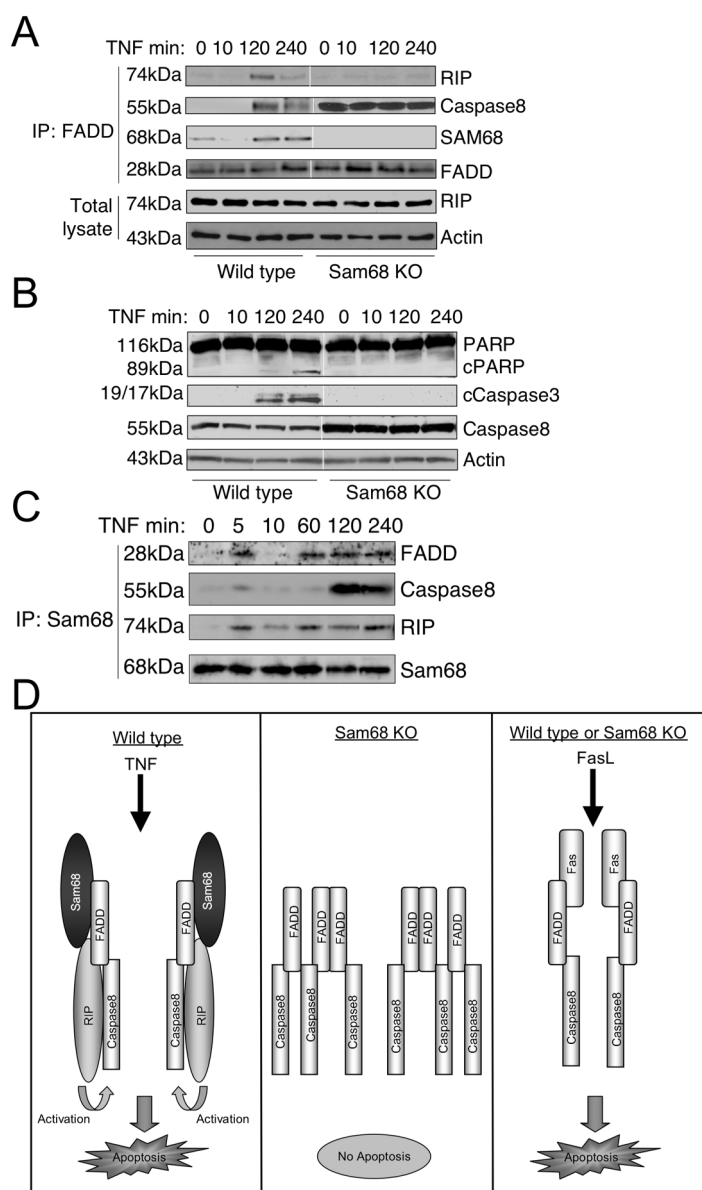 A
TNF min: 0 10 120 240 0 10 120 240
IP: FADD
74kDa RIP
55kDa Caspase8
68kDa SAM68
28kDa FADD
Total lysate
74kDa RIP
43kDa Actin
Wild type Sam68 KO
B
TNF min: 0 10 120 240 0 10 120 240
116kDa PARP
89kDa cPARP
19/17kDa cCaspase3
55kDa Caspase8
43kDa Actin
Wild type Sam68 KO
C
TNF min: 0 5 10 60 120 240
IP: Sam68
28kDa FADD
55kDa Caspase8
74kDa RIP
68kDa Sam68
D
Wild type
TNF
Sam68
FADD
RIP
Caspase8
Sam68
FADD
Caspase8
RIP
Activation
Activation
Apoptosis
Sam68 KO
FADD FADD FADD FADD FADD FADD
Caspase8 Caspase8 Caspase8 Caspase8 Caspase8 Caspase8
No Apoptosis
Wild type or Sam68 KO
FasL
Fas Fas
FADD FADD
Caspase8 Caspase8
Apoptosis